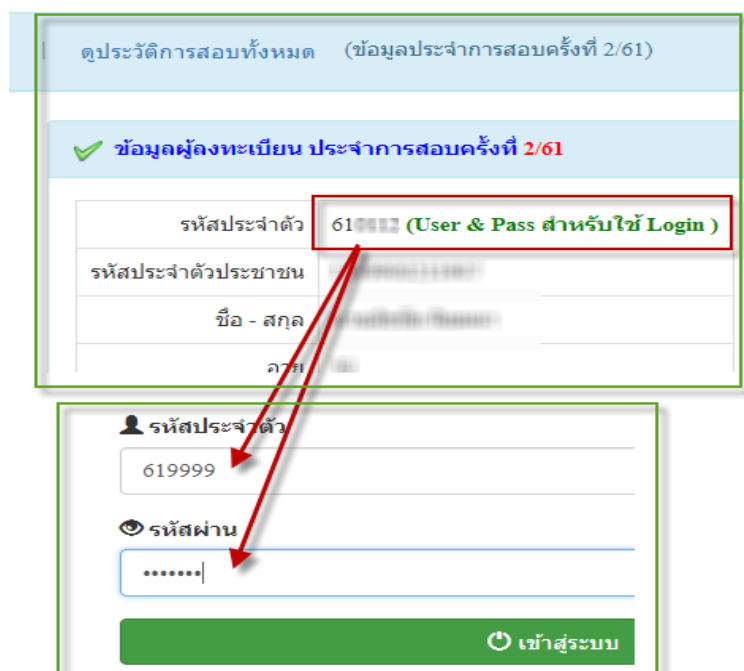 ดูประวัติการสอบทั้งหมด (ข้อมูลประจำการสอบครั้งที่ 2/61)
ข้อมูลผู้ลงทะเบียน ประจำการสอบครั้งที่ 2/61
รหัสประจำตัว 61 (User & Pass สำหรับใช้ Login )
รหัสประจำตัวประชาชน
ชื่อ - สกุล
อายุ
รหัสประจำตัว
619999
รหัสผ่าน
•••••••
เข้าสู่ระบบ